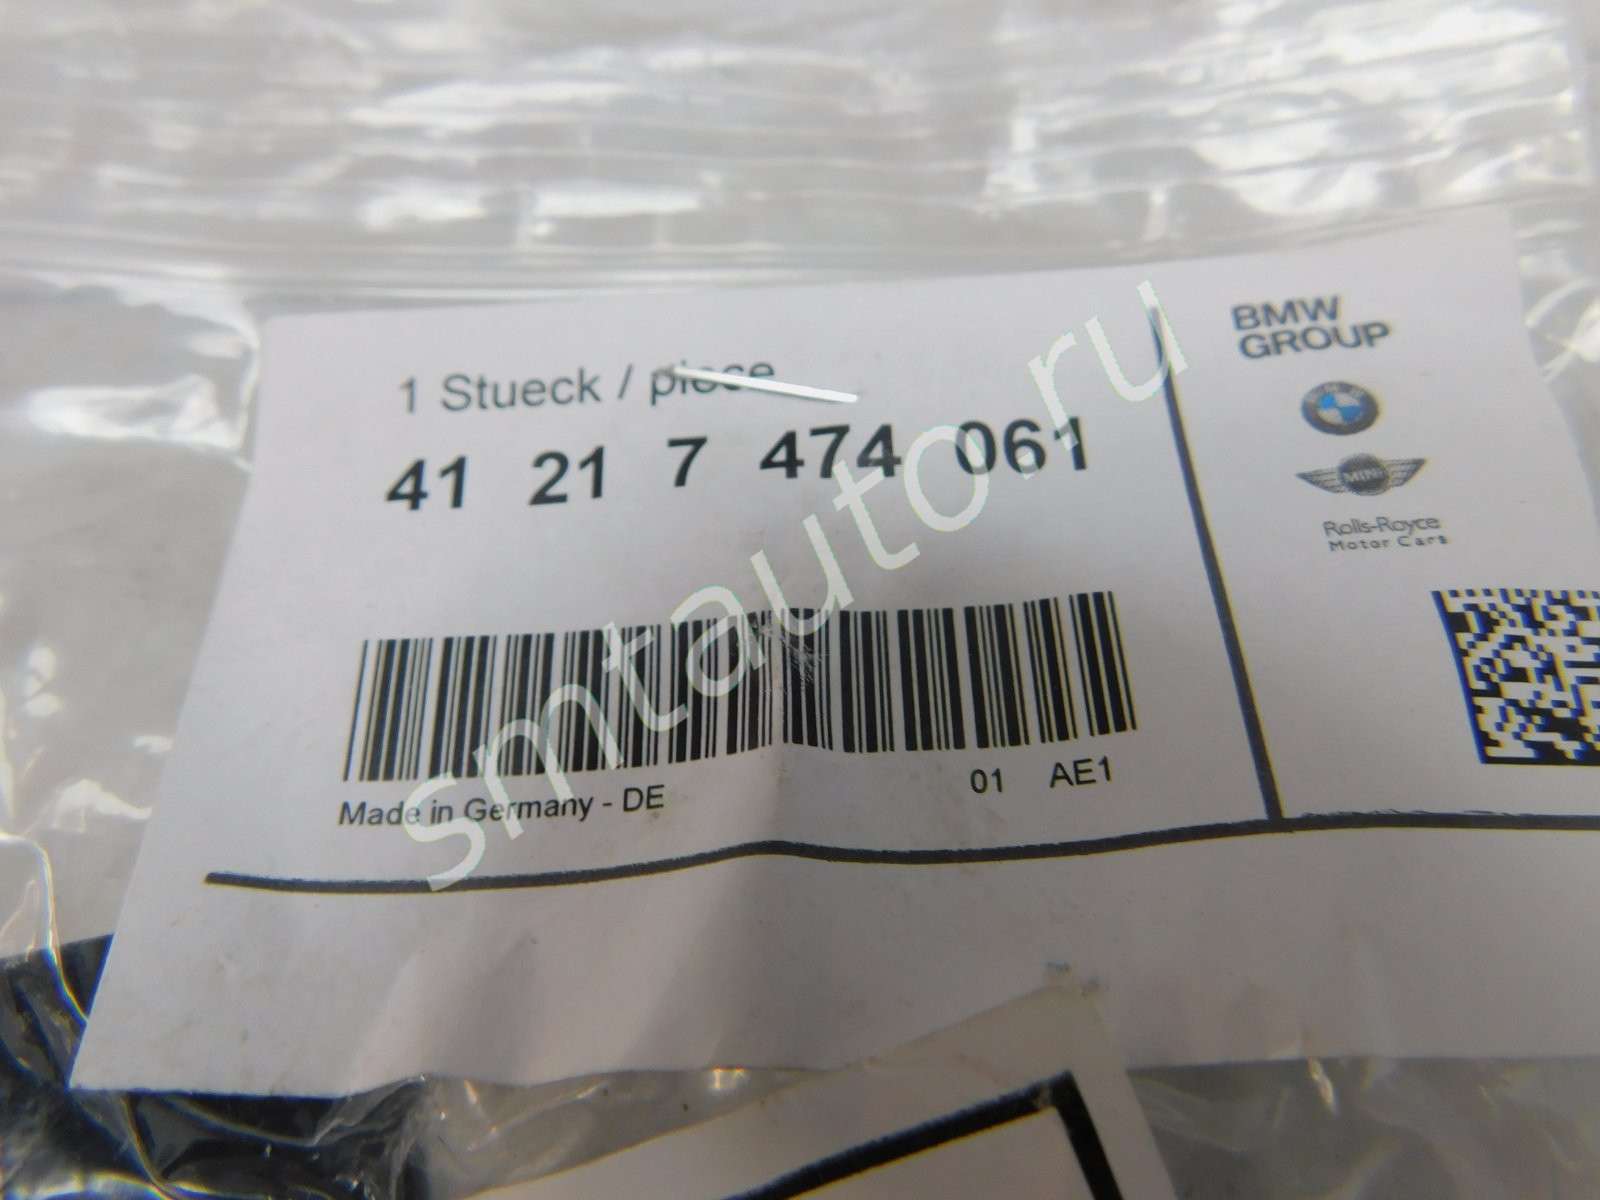 1 Stueck / piece
41 21 7 474 061
Made in Germany - DE
01 AE1
BMW
GROUP
MINI
Rolls-Royce
Motor Cars
smtauto.ru